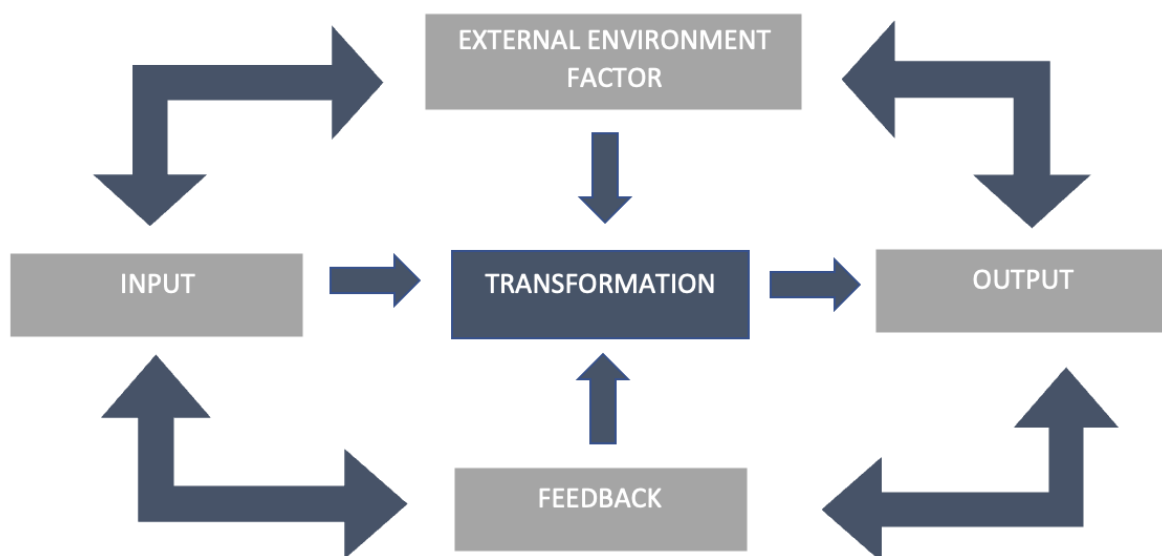 EXTERNAL ENVIRONMENT
FACTOR
INPUT
TRANSFORMATION
OUTPUT
FEEDBACK